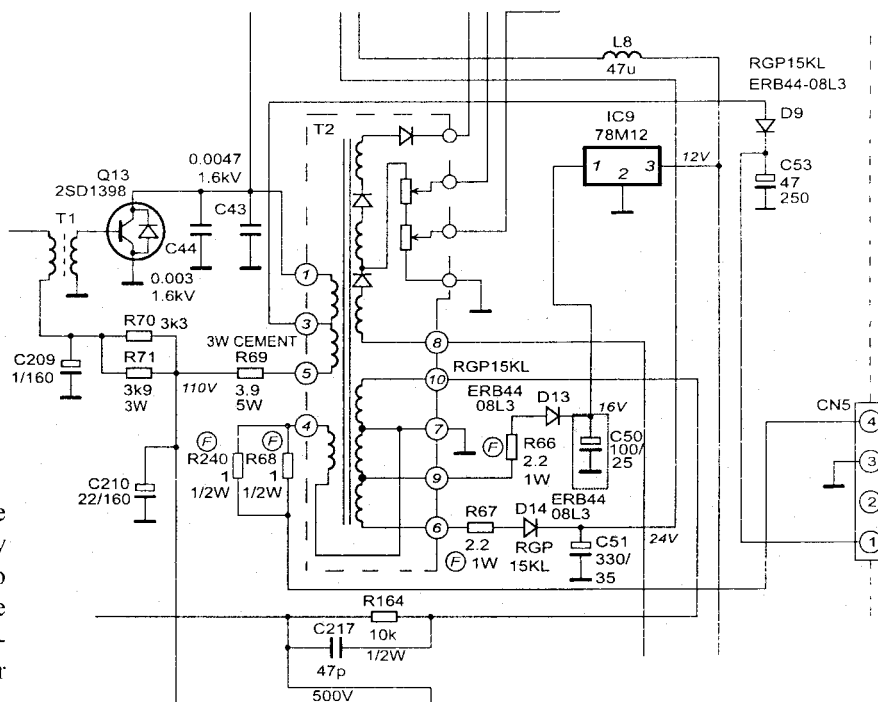 L8
47u
RGP15KL
ERB44-08L3
D9
T2
IC9
78M12
1
2
3
12V
C53
47
250
0.0047
1.6kV
Q13
2SD1398
T1
C44
C43
0.003
1.6kV
1
3
5
4
8
10
7
9
6
R70
3k3
R71
3k9
3W
C209
1/160
3W CEMENT
R69
3.9
5W
110V
RGP15KL
ERB44
08L3
D13
16V
C50
100/
25
F
R66
2.2
1W
F
R240
1
1/2W
F
R68
1
1/2W
C210
22/160
R67
2.2
1W
F
D14
RGP
15KL
ERB44
08L3
C51
330/
35
24V
CN5
4
3
2
1
R164
10k
1/2W
C217
47p
500V
e
y
o
e
-
r